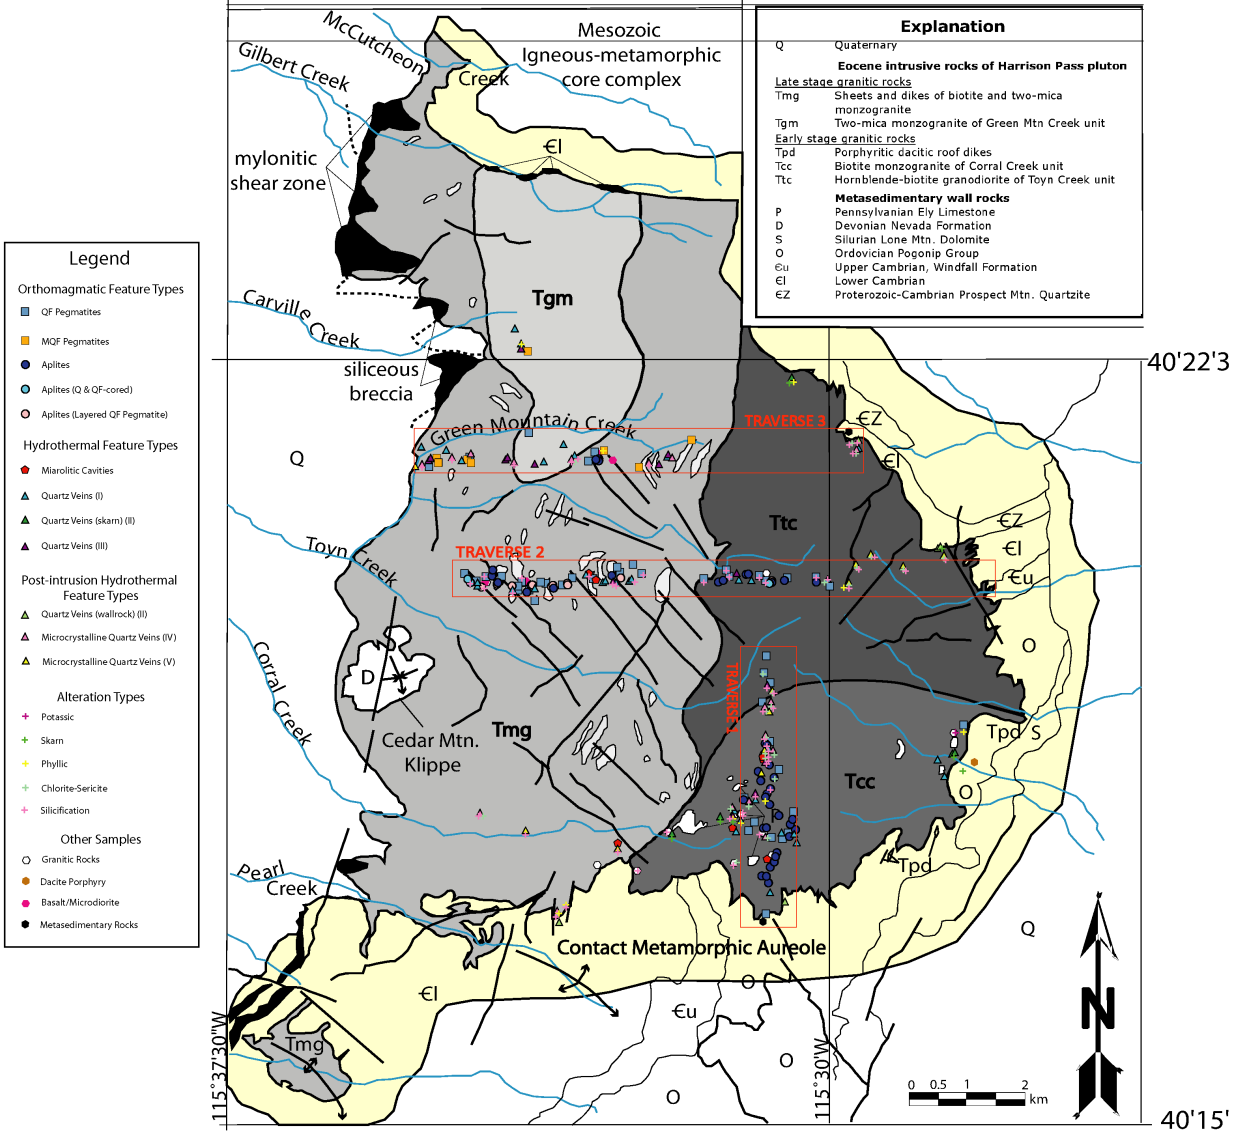 McCutcheon
Creek
Gilbert Creek
Mesozoic
Igneous-metamorphic
core complex
Explanation
Q Quaternary
Eocene intrusive rocks of Harrison Pass pluton
Late stage granitic rocks
Tmg Sheets and dikes of biotite and two-mica
monzogranite
Tgm Two-mica monzogranite of Green Mtn Creek unit
Early stage granitic rocks
Tpd Porphyritic dacitic roof dikes
Tcc Biotite monzogranite of Corral Creek unit
Ttc Hornblende-biotite granodiorite of Toyn Creek unit
Metasedimentary wall rocks
P Pennsylvanian Ely Limestone
D Devonian Nevada Formation
S Silurian Lone Mtn. Dolomite
O Ordovician Pogonip Group
Єu Upper Cambrian, Windfall Formation
Єl Lower Cambrian
ЄZ Proterozoic-Cambrian Prospect Mtn. Quartzite
mylonitic
shear zone
Єl
Legend
Orthomagmatic Feature Types
QF Pegmatites
MQF Pegmatites
Aplites
Aplites (Q & QF-cored)
Aplites (Layered QF Pegmatite)
Hydrothermal Feature Types
Miarolitic Cavities
Quartz Veins (I)
Quartz Veins (skarn) (II)
Quartz Veins (III)
Post-intrusion Hydrothermal
Feature Types
Quartz Veins (wallrock) (II)
Microcrystalline Quartz Veins (IV)
Microcrystalline Quartz Veins (V)
Alteration Types
Potassic
Skarn
Phyllic
Chlorite-Sericite
Silicification
Other Samples
Granitic Rocks
Dacite Porphyry
Basalt/Microdiorite
Metasedimentary Rocks
Carville Creek
Tgm
siliceous
breccia
40'22'3
Green Mountain Creek
TRAVERSE 3
ЄZ
Єl
Q
Ttc
ЄZ
Єl
Єu
Toyn Creek
TRAVERSE 2
O
Corral Creek
D
TRAVERSE 1
Cedar Mtn.
Klippe
Tmg
Tpd S
Tcc
O
Tpd
Pearl
Creek
Q
Contact Metamorphic Aureole
Єl
O
Єu
Tmg
O
O
N
115°37'30"W
115°30'W
0 0.5 1 2
km
40'15'